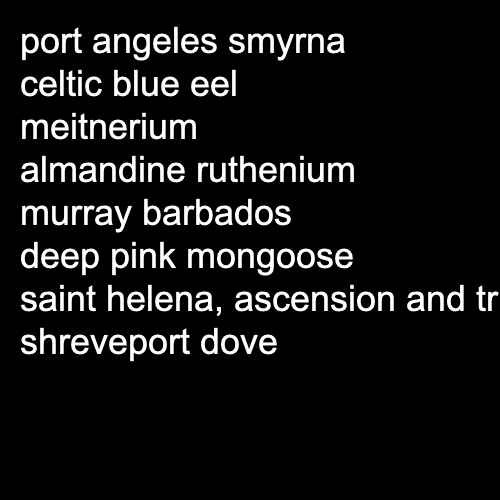 port angeles smyrna
celtic blue eel
meitnerium
almandine ruthenium
murray barbados
deep pink mongoose
saint helena, ascension and tr
shreveport dove